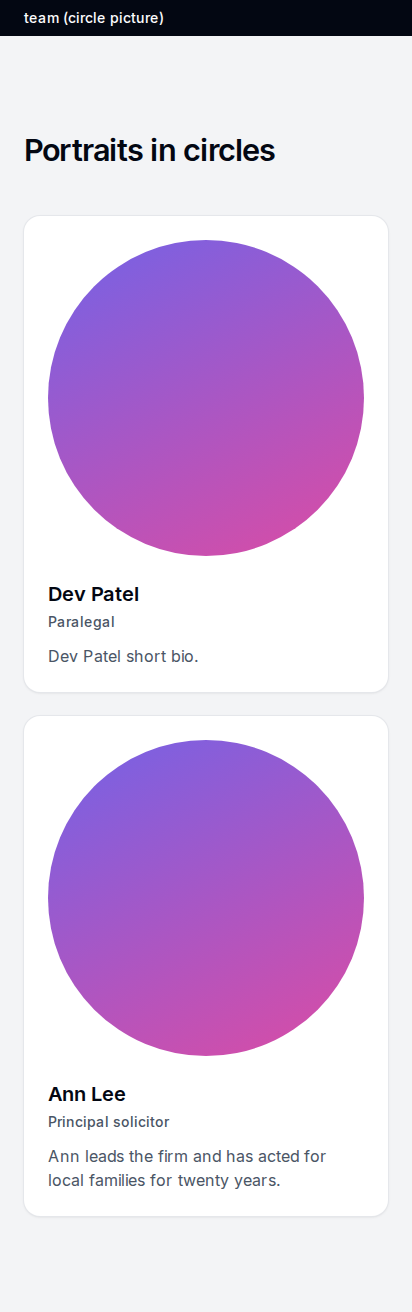 team (circle picture)
Portraits in circles
Dev Patel
Paralegal
Dev Patel short bio.
Ann Lee
Principal solicitor
Ann leads the firm and has acted for
local families for twenty years.